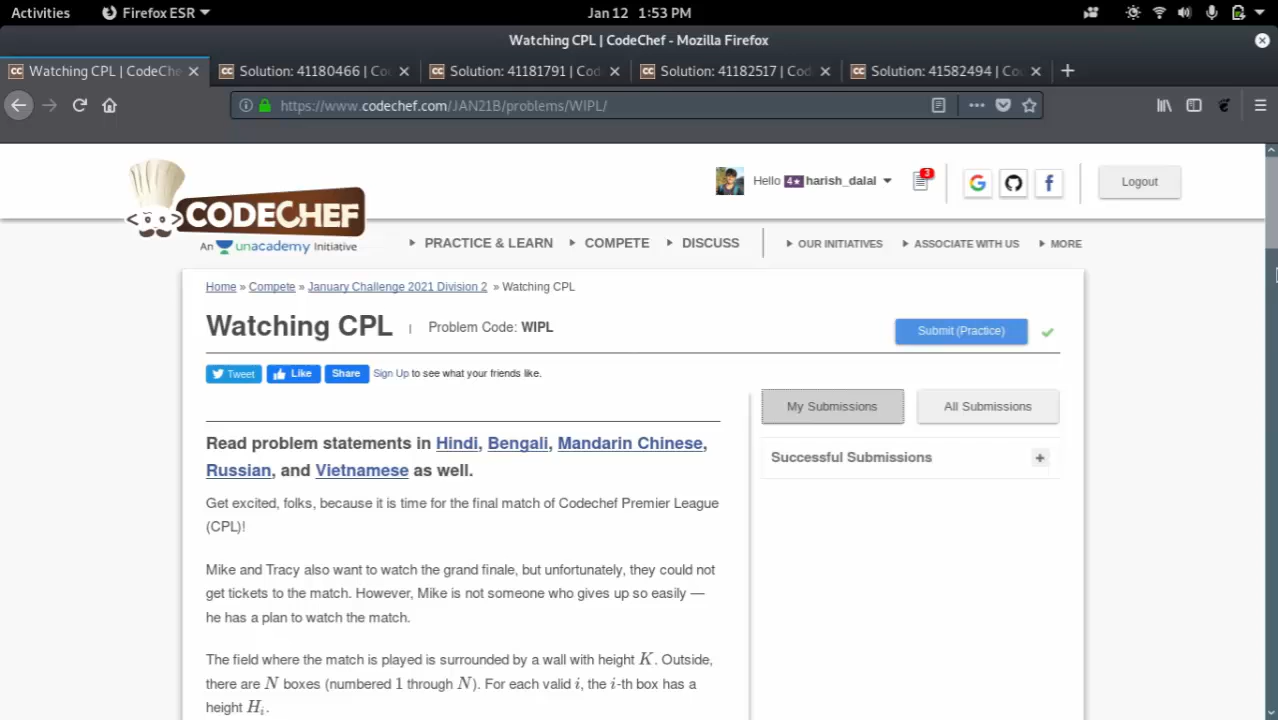 Activities
Firefox ESR
Jan 12 1:53 PM
Watching CPL | CodeChef - Mozilla Firefox
CC Watching CPL | CodeChe
CC Solution: 41180466 | Co
CC Solution: 41181791 | Cod
CC Solution: 41182517 | Cod
CC Solution: 41582494 | Co
https://www.codechef.com/JAN21B/problems/WIPL/
CODECHEF
An unacademy Initiative
Hello 4★ harish_dalal
3
G
f
Logout
PRACTICE & LEARN
COMPETE
DISCUSS
OUR INITIATIVES
ASSOCIATE WITH US
MORE
Home » Compete » January Challenge 2021 Division 2 » Watching CPL
Watching CPL | Problem Code: WIPL
Submit (Practice)
Tweet
Like
Share
Sign Up to see what your friends like.
My Submissions
All Submissions
Successful Submissions +
Read problem statements in Hindi, Bengali, Mandarin Chinese,
Russian, and Vietnamese as well.
Get excited, folks, because it is time for the final match of Codechef Premier League
(CPL)!
Mike and Tracy also want to watch the grand finale, but unfortunately, they could not
get tickets to the match. However, Mike is not someone who gives up so easily —
he has a plan to watch the match.
The field where the match is played is surrounded by a wall with height K. Outside,
there are N boxes (numbered 1 through N). For each valid i, the i-th box has a
height Hᵢ.